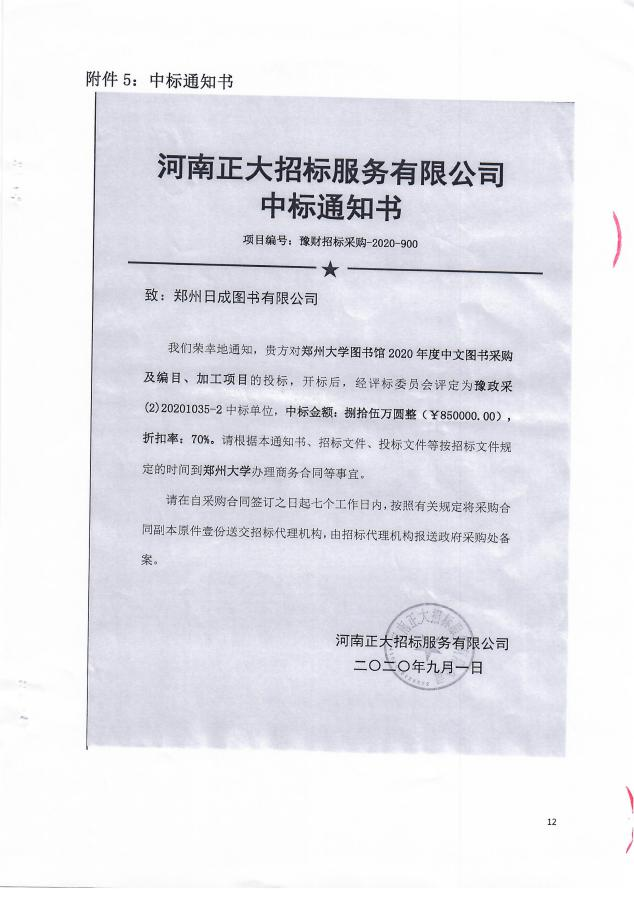 附件 5：中标通知书
河南正大招标服务有限公司
中标通知书
项目编号：豫财招标采购-2020-900
致：郑州日成图书有限公司
我们荣幸地通知，贵方对郑州大学图书馆 2020 年度中文图书采购
及编目、加工项目的投标，开标后，经评标委员会评定为豫政采
(2)20201035-2 中标单位，中标金额：捌拾伍万圆整（￥850000.00），
折扣率：70%。请根据本通知书、招标文件、投标文件等按招标文件规
定的时间到郑州大学办理商务合同等事宜。
请在自采购合同签订之日起七个工作日内，按照有关规定将采购合
同副本原件壹份送交招标代理机构，由招标代理机构报送政府采购处备
案。
河南正大招标服务有限公司
二〇二〇年九月一日
12